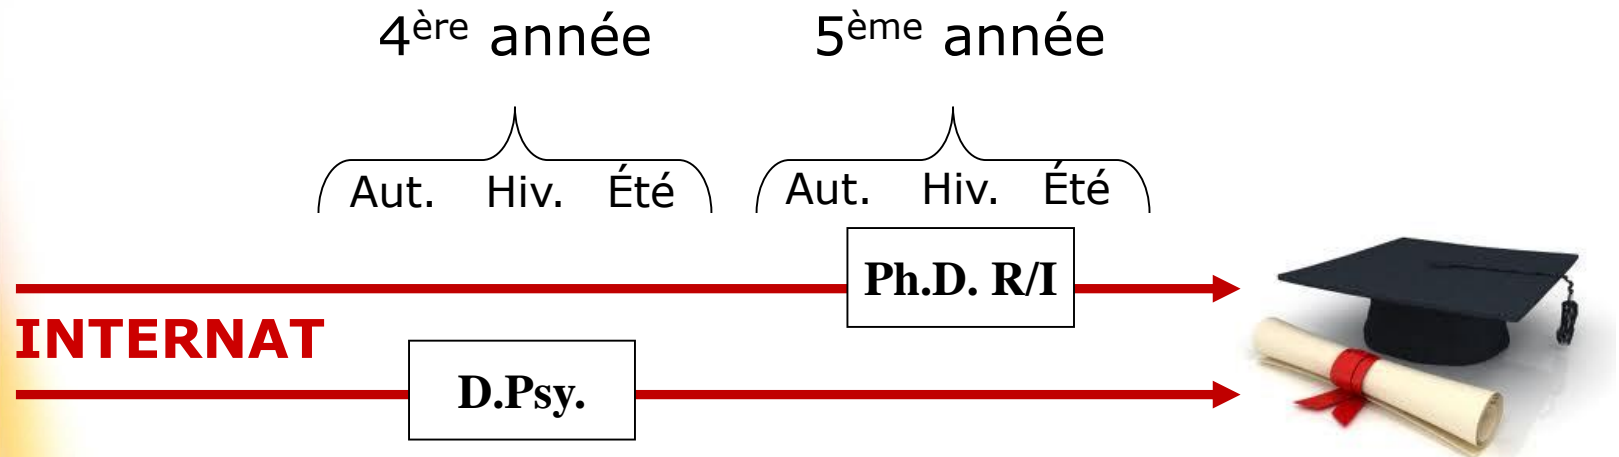 4ère année 5ème année
Aut. Hiv. Été Aut. Hiv. Été
Ph.D. R/I
INTERNAT
D.Psy.